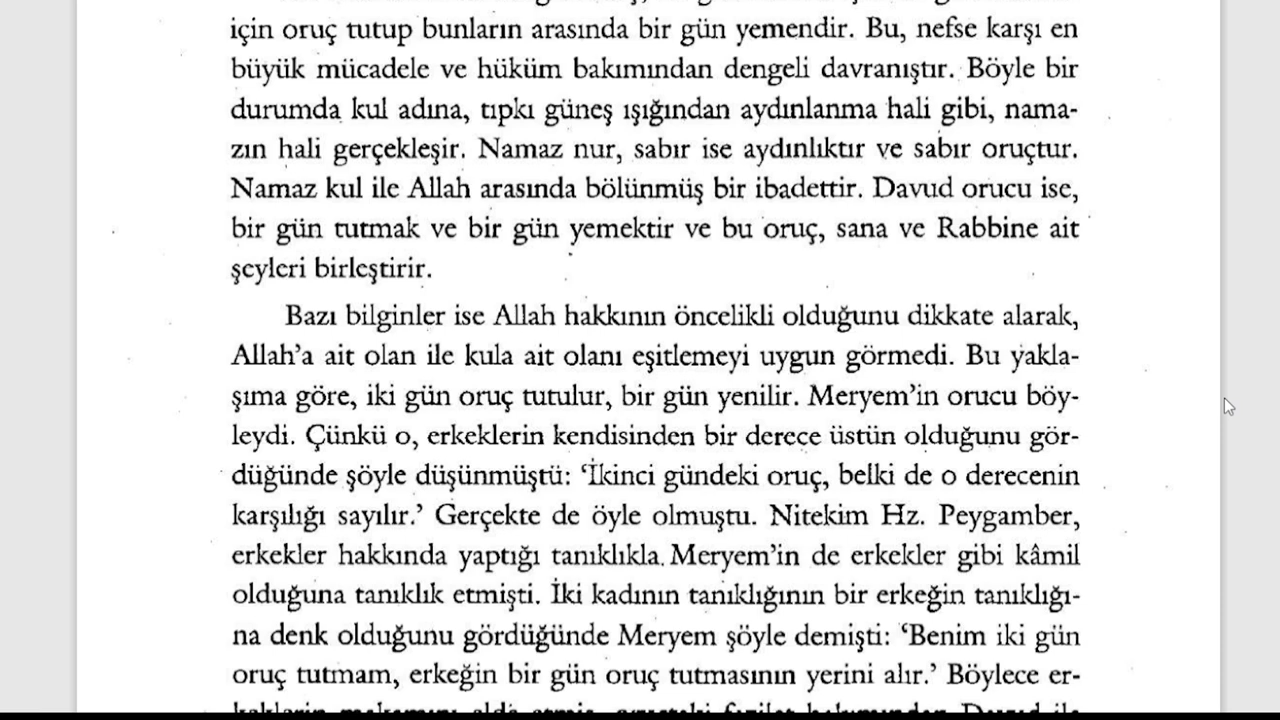 için oruç tutup bunların arasında bir gün yemendir. Bu, nefse karşı en
büyük mücadele ve hüküm bakımından dengeli davranıştır. Böyle bir
durumda kul adına, tıpkı güneş ışığından aydınlanma hali gibi, nama-
zın hali gerçekleşir. Namaz nur, sabır ise aydınlıktır ve sabır oruçtur.
Namaz kul ile Allah arasında bölünmüş bir ibadettir. Davud orucu ise,
bir gün tutmak ve bir gün yemektir ve bu oruç, sana ve Rabbine ait
şeyleri birleştirir.
Bazı bilginler ise Allah hakkının öncelikli olduğunu dikkate alarak,
Allah’a ait olan ile kula ait olanı eşitlemeyi uygun görmedi. Bu yakla-
şıma göre, iki gün oruç tutulur, bir gün yenilir. Meryem’in orucu böy-
leydi. Çünkü o, erkeklerin kendisinden bir derece üstün olduğunu gör-
düğünde şöyle düşünmüştü: ‘İkinci gündeki oruç, belki de o derecenin
karşılığı sayılır.’ Gerçekte de öyle olmuştu. Nitekim Hz. Peygamber,
erkekler hakkında yaptığı tanıklıkla Meryem’in de erkekler gibi kâmil
olduğuna tanıklık etmişti. İki kadının tanıklığının bir erkeğin tanıklığı-
na denk olduğunu gördüğünde Meryem şöyle demişti: ‘Benim iki gün
oruç tutmam, erkeğin bir gün oruç tutmasının yerini alır.’ Böylece er-